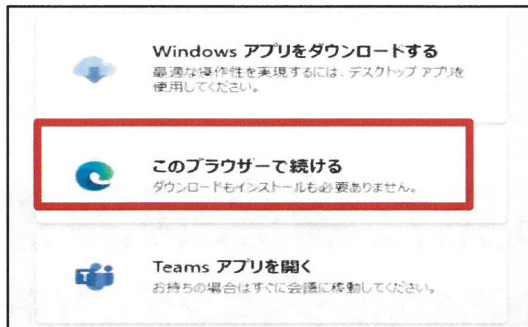 Windows アプリをダウンロードする
最適な操作性を実現するには、デスクトップ アプリを
使用してください。
このブラウザーで続ける
ダウンロードもインストールも必要ありません。
Teams アプリを開く
お持ちの場合はすぐに会議に移動してください。